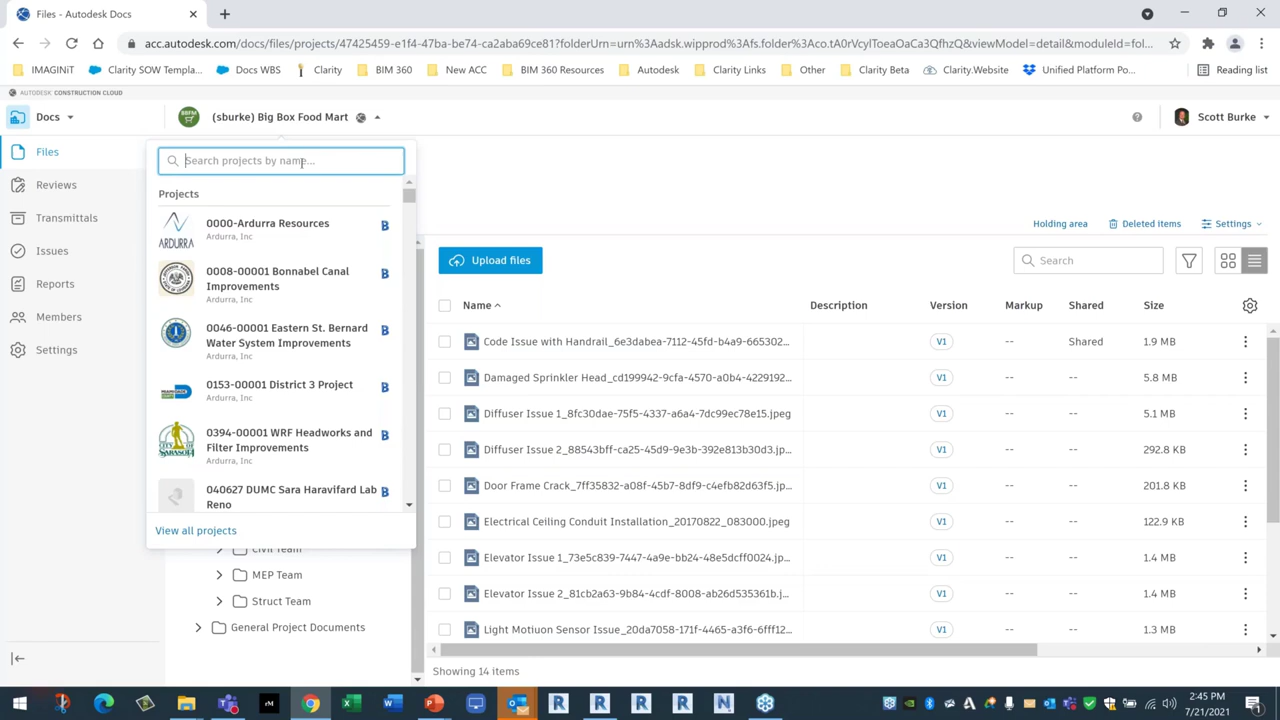 Files - Autodesk Docs
acc.autodesk.com/docs/files/projects/47425459-e1f4-47ba-be74-ca2aba69ce81?folderUrn=urn%3Aadsk.wipprod%3Afs.folder%3Aco.tA0rVcylToeaOaCa3QfhzQ&viewModel=detail&moduleId=fol...
IMAGINiT
Clarity SOW Templa...
Docs WBS
Clarity
BIM 360
New ACC
BIM 360 Resources
Autodesk
Clarity Links
Other
Clarity Beta
Clarity.Website
Unified Platform Po...
Reading list
AUTODESK CONSTRUCTION CLOUD
Docs
BBFM
(sburke) Big Box Food Mart
Scott Burke
Files
Reviews
Transmittals
Issues
Reports
Members
Settings
Search projects by name...
Projects
0000-Ardurra Resources
Ardurra, Inc
ARDURRA
0008-00001 Bonnabel Canal
Improvements
Ardurra, Inc
0046-00001 Eastern St. Bernard
Water System Improvements
Ardurra, Inc
0153-00001 District 3 Project
Ardurra, Inc
0394-00001 WRF Headworks and
Filter Improvements
Ardurra, Inc
040627 DUMC Sara Haravifard Lab
Reno
View all projects
Civil Team
MEP Team
Struct Team
General Project Documents
Holding area
Deleted items
Settings
Upload files
Search
Name
Description
Version
Markup
Shared
Size
Code Issue with Handrail_6e3dabea-7112-45fd-b4a9-665302...
V1
--
Shared
1.9 MB
Damaged Sprinkler Head_cd199942-9cfa-4570-a0b4-4229192...
V1
--
--
5.8 MB
Diffuser Issue 1_8fc30dae-75f5-4337-a6a4-7dc99ec78e15.jpeg
V1
--
--
5.1 MB
Diffuser Issue 2_88543bff-ca25-45d9-9e3b-392e813b30d3.jp...
V1
--
--
292.8 KB
Door Frame Crack_7ff35832-a08f-45b7-8df9-c4efb82d63f5.jp...
V1
--
--
201.8 KB
Electrical Ceiling Conduit Installation_20170822_083000.jpeg
V1
--
--
122.9 KB
Elevator Issue 1_73e5c839-7447-4a9e-bb24-48e5dcff0024.jp...
V1
--
--
1.4 MB
Elevator Issue 2_81cb2a63-9b84-4cdf-8008-ab26d535361b.j...
V1
--
--
1.4 MB
Light Motiuon Sensor Issue_20da7058-171f-4465-a3f6-6fff12...
V1
--
--
1.3 MB
Showing 14 items
2:45 PM
7/21/2021